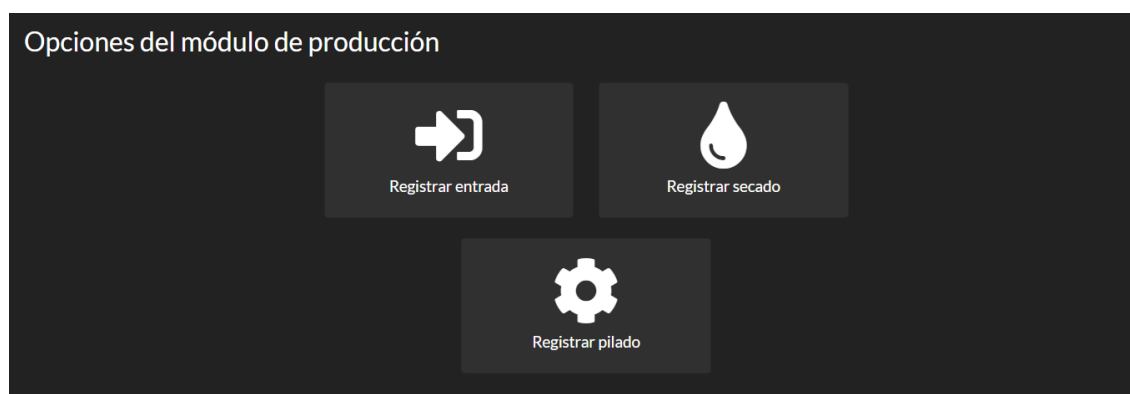 Opciones del módulo de producción
Registrar entrada
Registrar secado
Registrar pilado